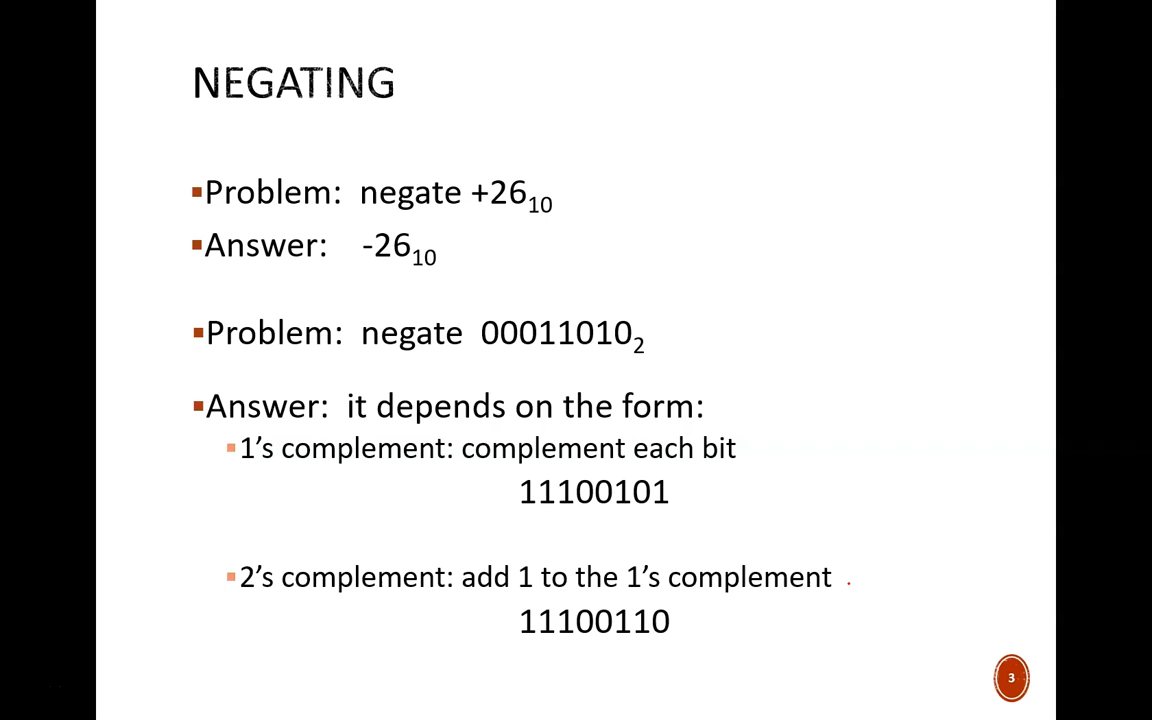 NEGATING
▪Problem: negate +26₁₀
▪Answer: -26₁₀
▪Problem: negate 00011010₂
▪Answer: it depends on the form:
▪1’s complement: complement each bit
11100101
▪2’s complement: add 1 to the 1’s complement
11100110
3